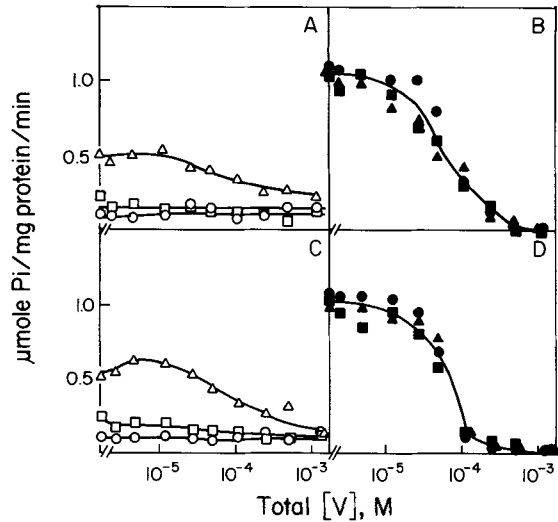 A
B
1.0
0.5
C
D
1.0
0.5
μmole Pi/mg protein/min
10⁻⁵ 10⁻⁴ 10⁻³ 10⁻⁵ 10⁻⁴ 10⁻³
Total [V], M